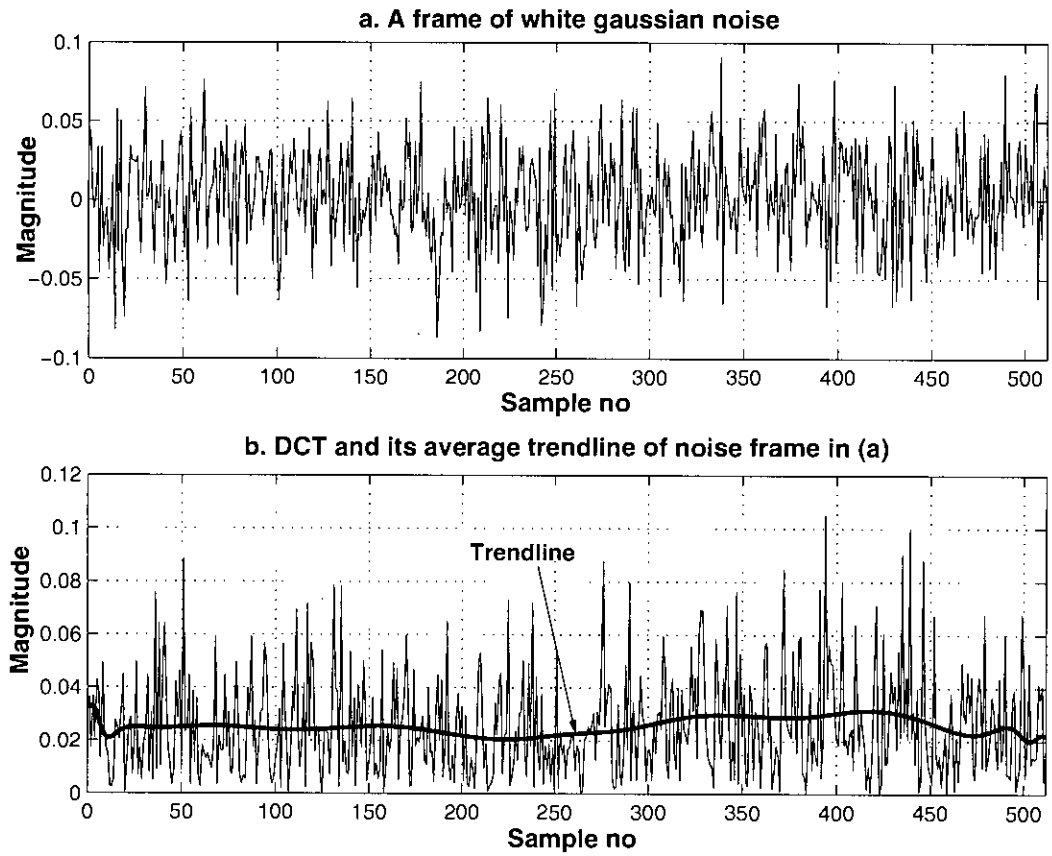 a. A frame of white gaussian noise
0.1
0.05
0
−0.05
−0.1
Magnitude
0 50 100 150 200 250 300 350 400 450 500
Sample no
b. DCT and its average trendline of noise frame in (a)
0.12
0.1
0.08
0.06
0.04
0.02
0
Magnitude
Trendline
0 50 100 150 200 250 300 350 400 450 500
Sample no